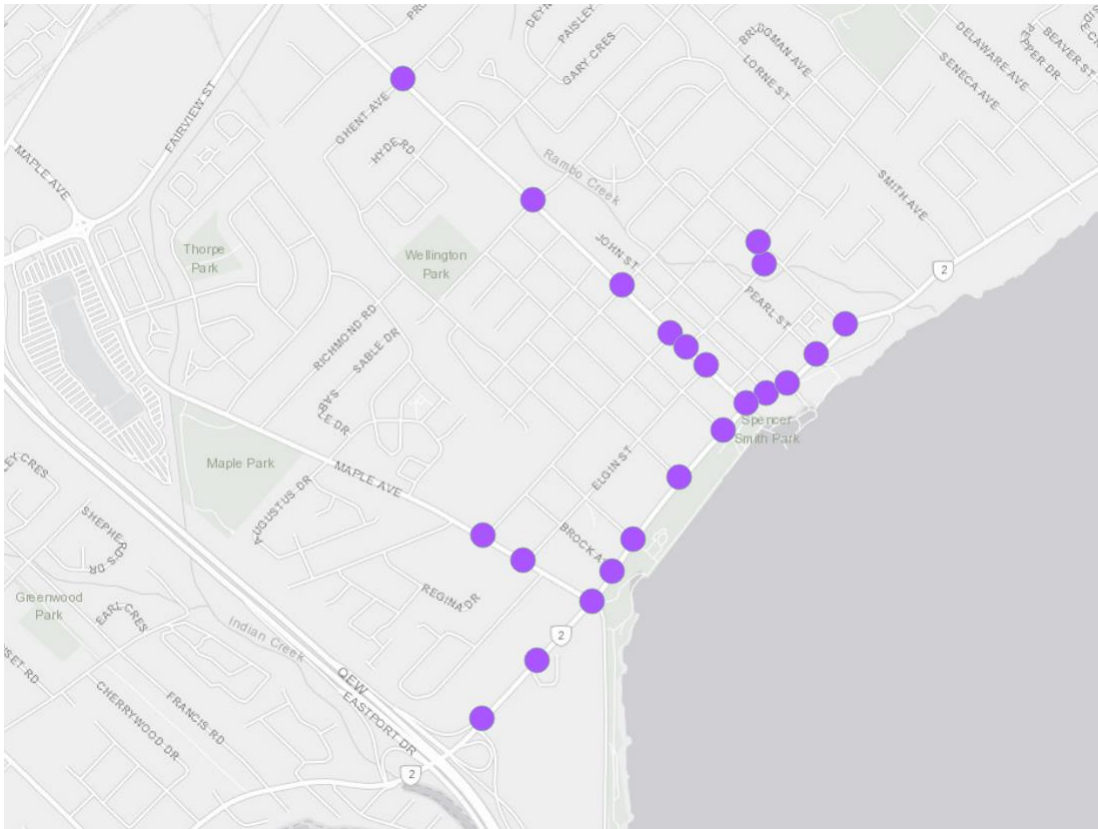 PAISLEY
GARY CRES
GOMAN AVE
LORNE ST
DELAWARE AVE
BEAVER ST
SENECA AVE
FAIRVIEW ST
GHENT AVE
HYDE RD
MAPLE AVE
Rambo Creek
SMITH AVE
JOHN ST
Thorpe
Park
Wellington
Park
2
PEARL ST
RICHMOND RD
SABLE DR
SAB
LE DR
Spencer
Smith Park
ELGIN ST
Maple Park
MAPLE AVE
BROCK A
REGINA DR
2
Greenwood
Park
EARL CRES
Indian Creek
QEW
EASTPORT DR
FRANCIS RD
CHERRYWOOD DR
2